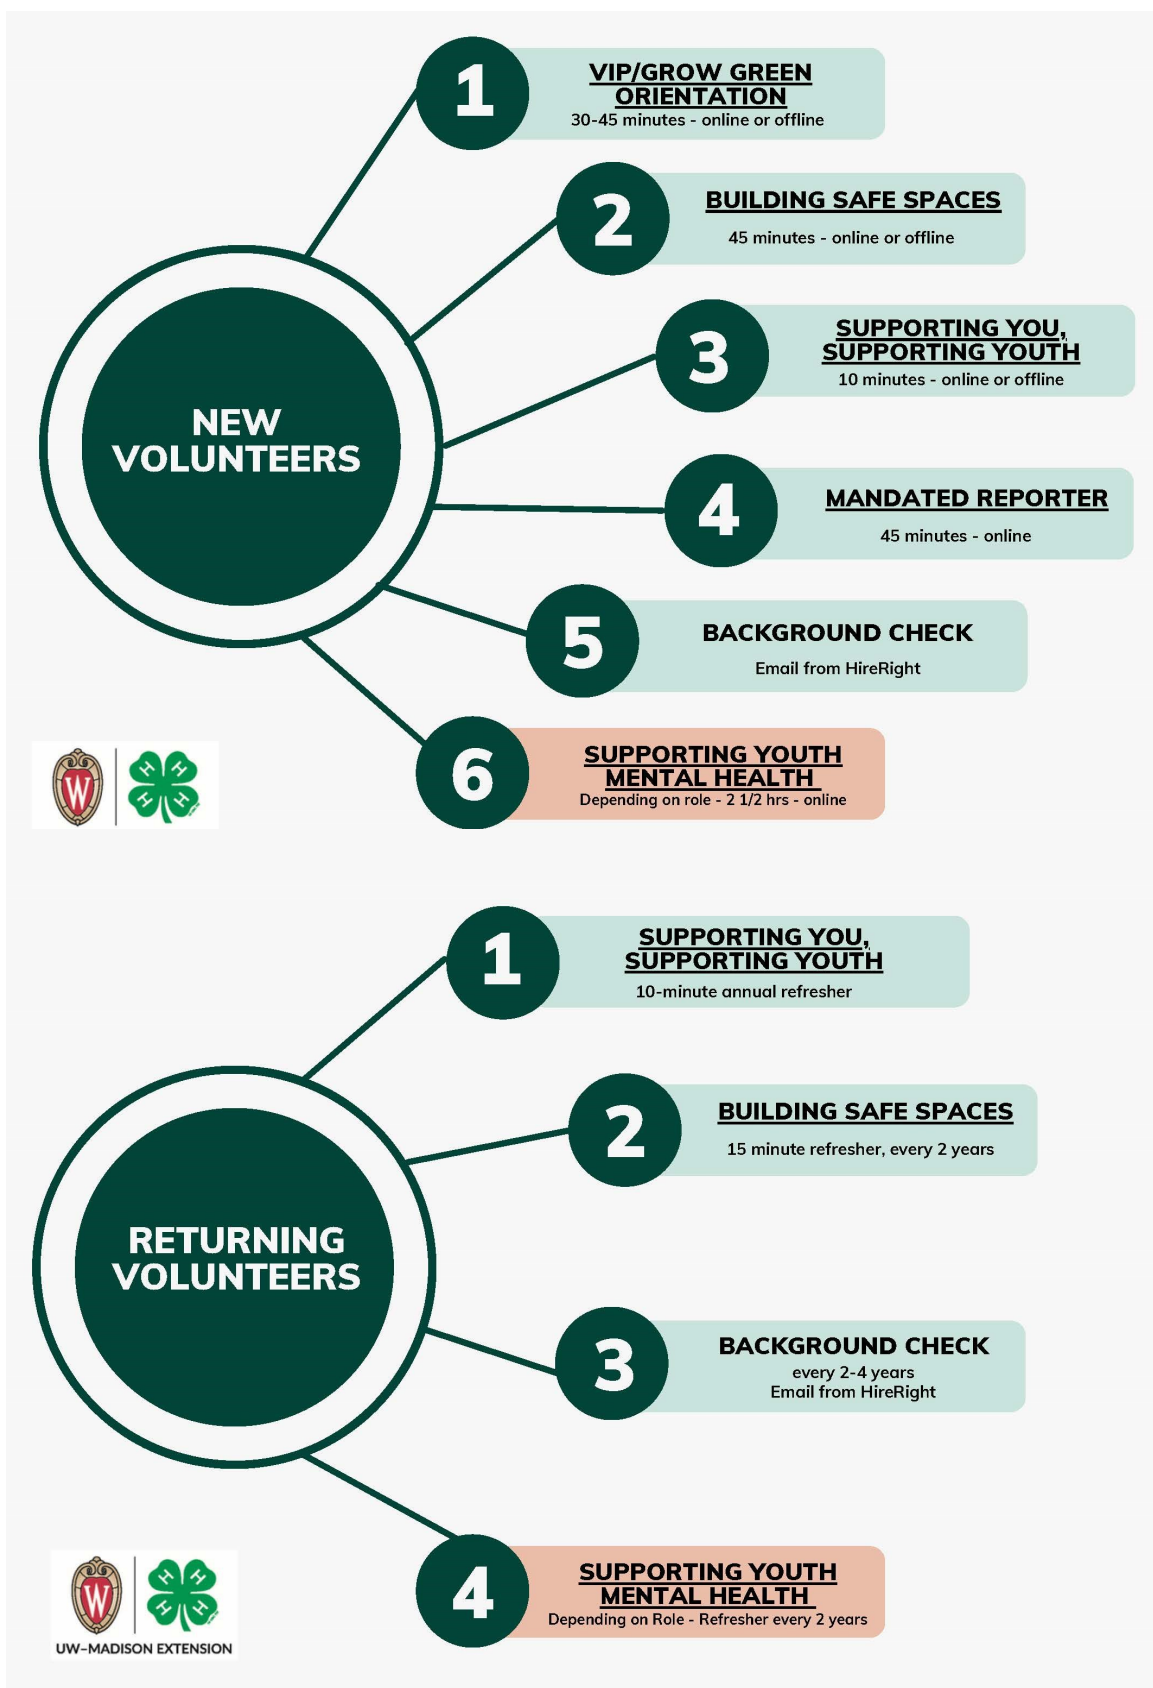 1
VIP/GROW GREEN
ORIENTATION
30-45 minutes - online or offline
2
BUILDING SAFE SPACES
45 minutes - online or offline
3
SUPPORTING YOU,
SUPPORTING YOUTH
10 minutes - online or offline
NEW
VOLUNTEERS
4
MANDATED REPORTER
45 minutes - online
5
BACKGROUND CHECK
Email from HireRight
6
SUPPORTING YOUTH
MENTAL HEALTH
Depending on role - 2 1/2 hrs - online
W
H H
H H
1
SUPPORTING YOU,
SUPPORTING YOUTH
10-minute annual refresher
2
BUILDING SAFE SPACES
15 minute refresher, every 2 years
RETURNING
VOLUNTEERS
3
BACKGROUND CHECK
every 2-4 years
Email from HireRight
4
SUPPORTING YOUTH
MENTAL HEALTH
Depending on Role - Refresher every 2 years
W
H H
H H
UW-MADISON EXTENSION